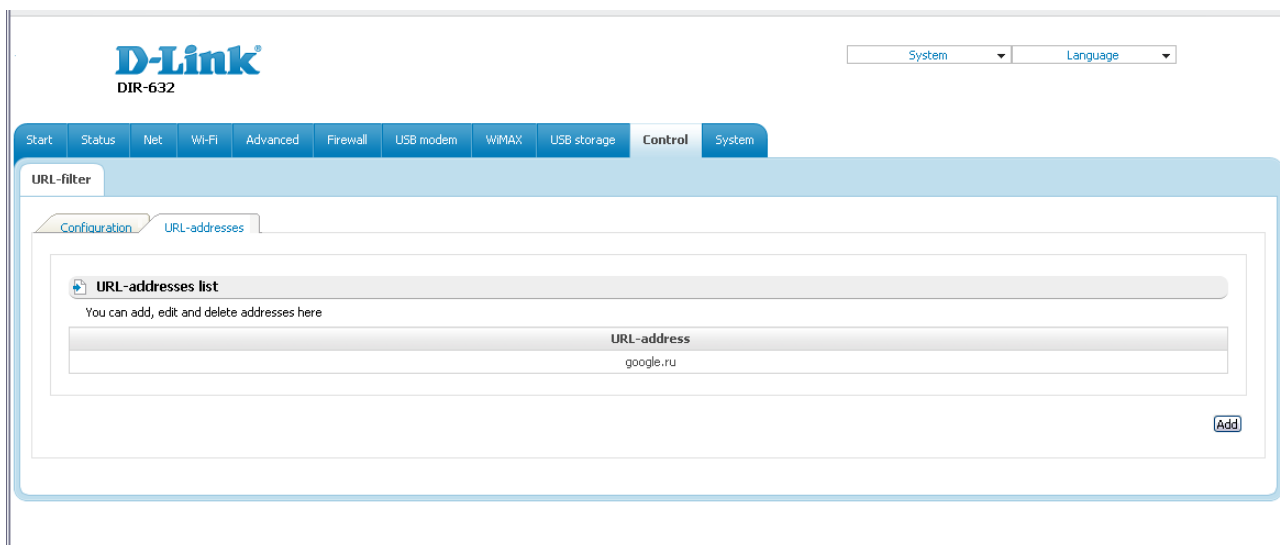 D-Link
DIR-632
System Language
Start Status Net Wi-Fi Advanced Firewall USB modem WiMAX USB storage Control System
URL-filter
Configuration URL-addresses
URL-addresses list
You can add, edit and delete addresses here
URL-address
google.ru
Add